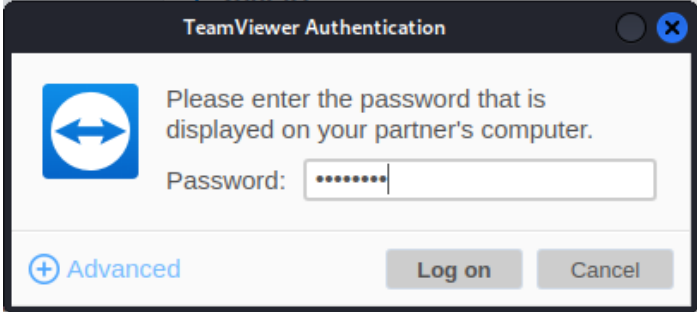 TeamViewer Authentication
Please enter the password that is
displayed on your partner's computer.
Password: ••••••••
Advanced
Log on
Cancel